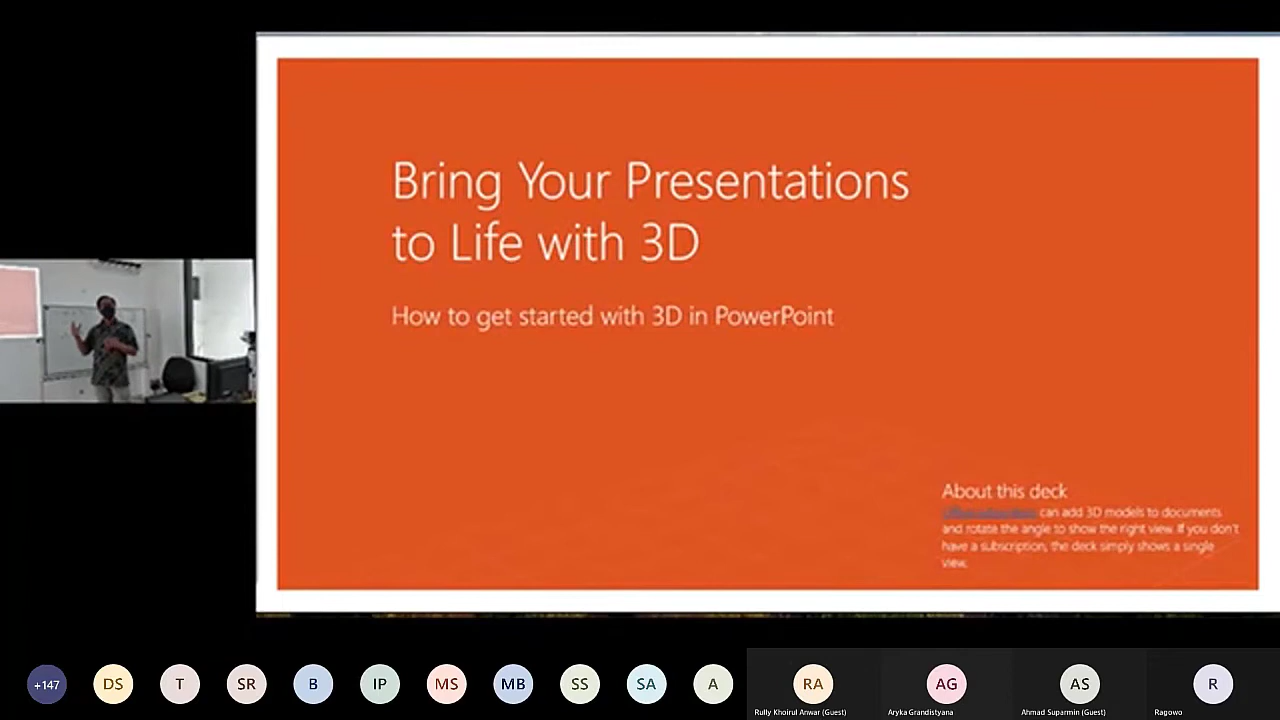 Bring Your Presentations
to Life with 3D
How to get started with 3D in PowerPoint
About this deck
can add 3D models to documents
and rotate the angle to show the right view. If you don't
have a subscription, the deck simply shows a single
view.
+147
DS
T
SR
B
IP
MS
MB
SS
SA
A
RA
AG
AS
R
Rully Khoirul Anwar (Guest)
Aryka Grandistyana
Ahmad Suparmin (Guest)
Ragowo